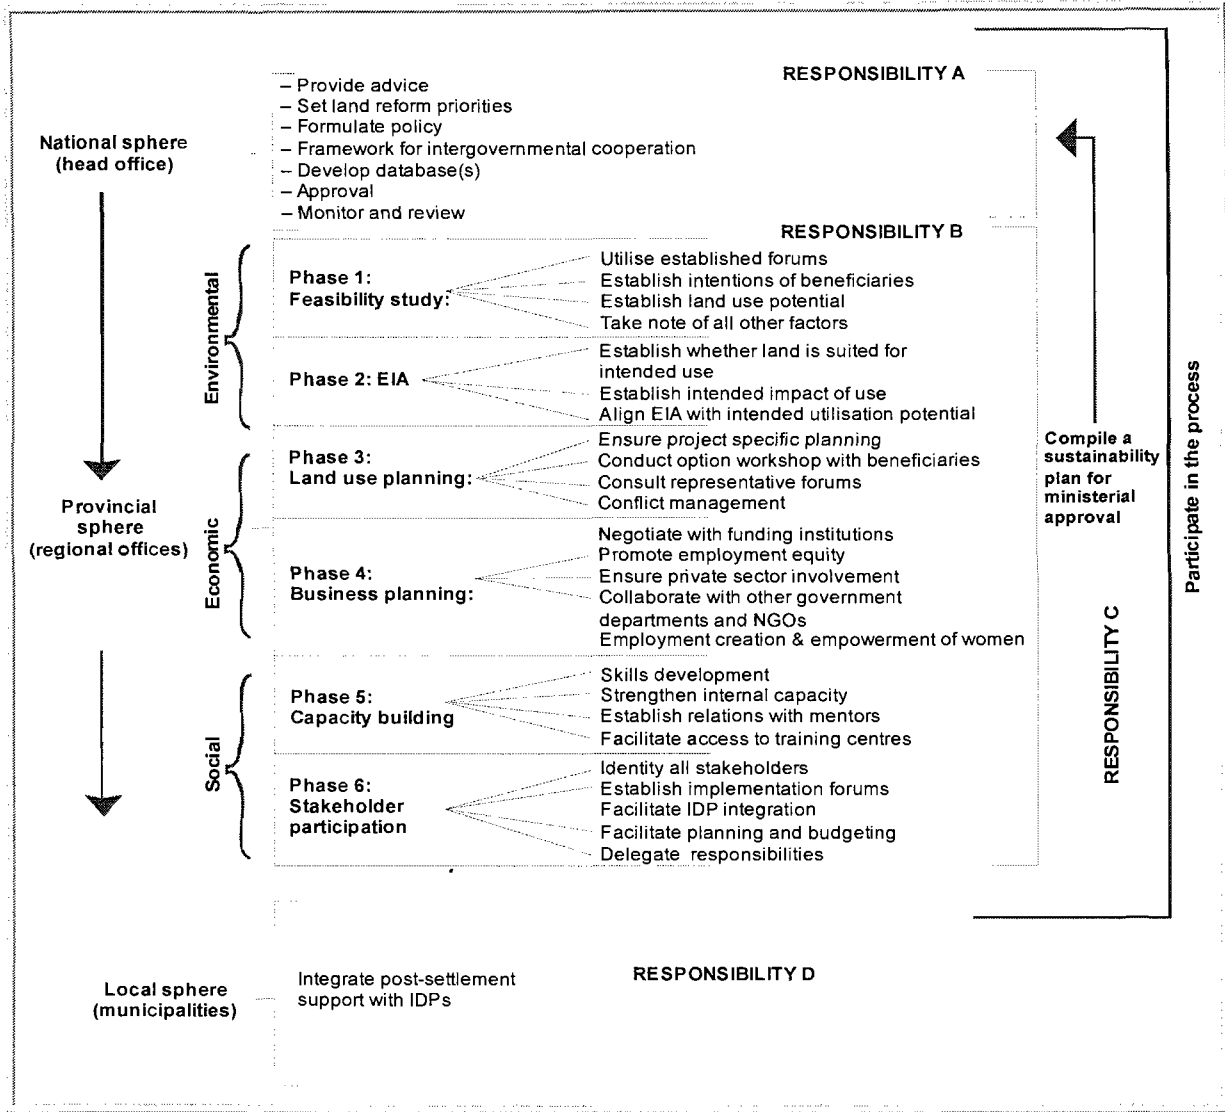 RESPONSIBILITY A
– Provide advice
– Set land reform priorities
– Formulate policy
– Framework for intergovernmental cooperation
– Develop database(s)
– Approval
– Monitor and review
National sphere
(head office)
RESPONSIBILITY B
Environmental
Phase 1:
Feasibility study:
Utilise established forums
Establish intentions of beneficiaries
Establish land use potential
Take note of all other factors
Phase 2: EIA
Establish whether land is suited for
intended use
Establish intended impact of use
Align EIA with intended utilisation potential
Provincial
sphere
(regional offices)
Economic
Phase 3:
Land use planning:
Ensure project specific planning
Conduct option workshop with beneficiaries
Consult representative forums
Conflict management
Phase 4:
Business planning:
Negotiate with funding institutions
Promote employment equity
Ensure private sector involvement
Collaborate with other government
departments and NGOs
Employment creation & empowerment of women
Social
Phase 5:
Capacity building
Skills development
Strengthen internal capacity
Establish relations with mentors
Facilitate access to training centres
Phase 6:
Stakeholder
participation
Identity all stakeholders
Establish implementation forums
Facilitate IDP integration
Facilitate planning and budgeting
Delegate responsibilities
Compile a
sustainability
plan for
ministerial
approval
RESPONSIBILITY C
Participate in the process
Local sphere
(municipalities)
Integrate post-settlement
support with IDPs
RESPONSIBILITY D